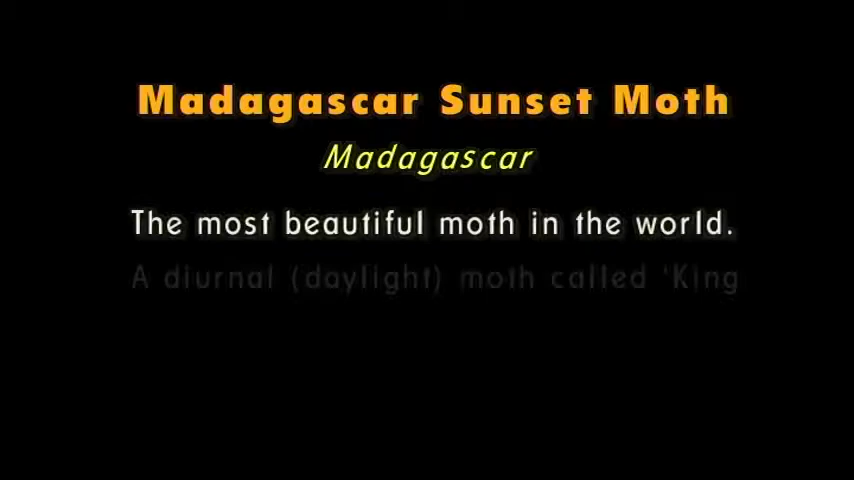 Madagascar Sunset Moth
Madagascar
The most beautiful moth in the world.
A diurnal (daylight) moth called 'King